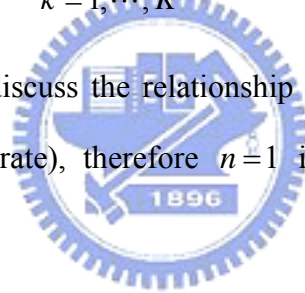 k = 1,⋯, K
discuss the relationship
rate), therefore n = 1 i
1896